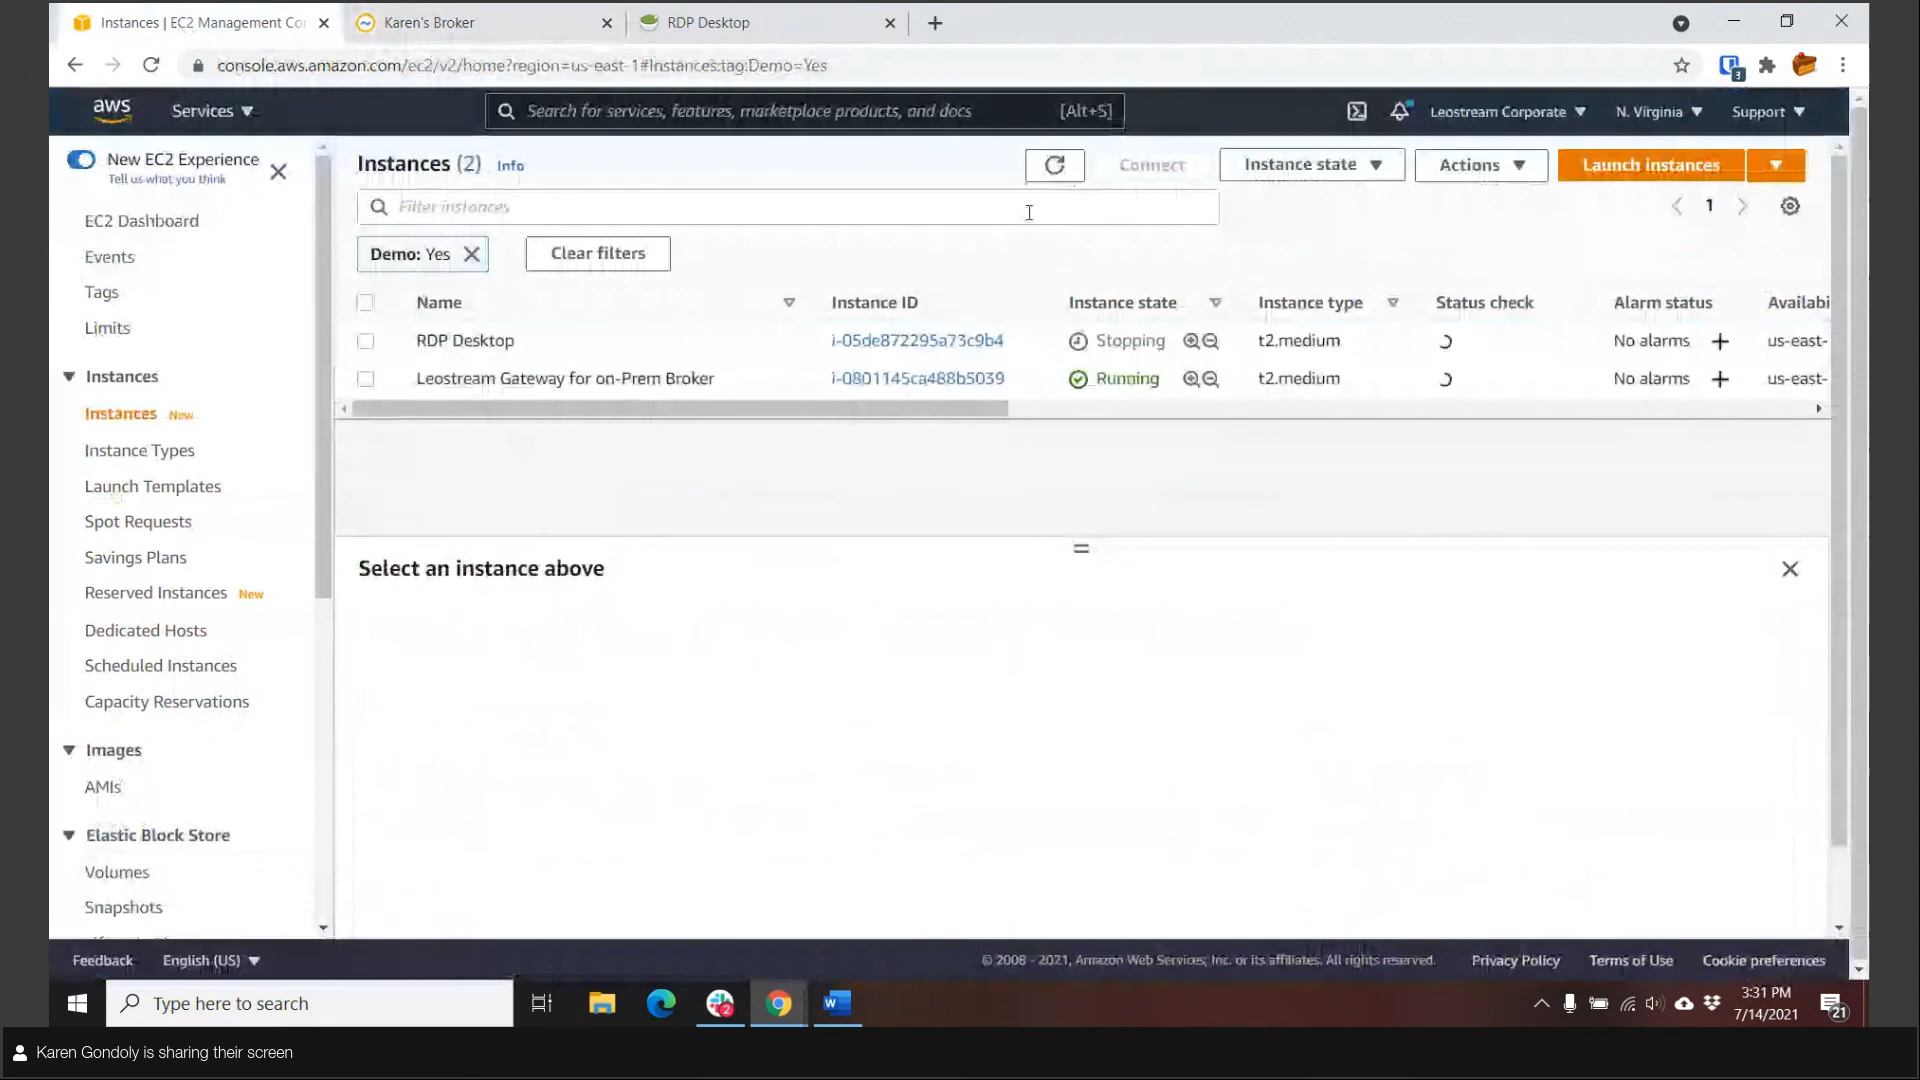 Instances | EC2 Management Co
Karen's Broker
RDP Desktop
console.aws.amazon.com/ec2/v2/home?region=us-east-1#Instances:tag:Demo=Yes
3
aws
Services
Search for services, features, marketplace products, and docs
[Alt+S]
Leostream Corporate
N. Virginia
Support
New EC2 Experience
Tell us what you think
EC2 Dashboard
Events
Tags
Limits
Instances
Instances New
Instance Types
Launch Templates
Spot Requests
Savings Plans
Reserved Instances New
Dedicated Hosts
Scheduled Instances
Capacity Reservations
Images
AMIs
Elastic Block Store
Volumes
Snapshots
Instances (2) Info
Connect
Instance state
Actions
Launch instances
Filter instances
1
Demo: Yes
Clear filters
Name Instance ID Instance state Instance type Status check Alarm status Availabi
RDP Desktop i-05de872295a73c9b4 Stopping t2.medium No alarms us-east-
Leostream Gateway for on-Prem Broker i-0801145ca488b5039 Running t2.medium No alarms us-east-
Select an instance above
Feedback English (US) © 2008 - 2021, Amazon Web Services, Inc. or its affiliates. All rights reserved. Privacy Policy Terms of Use Cookie preferences
Type here to search
2
W
3:31 PM
7/14/2021
21
Karen Gondoly is sharing their screen